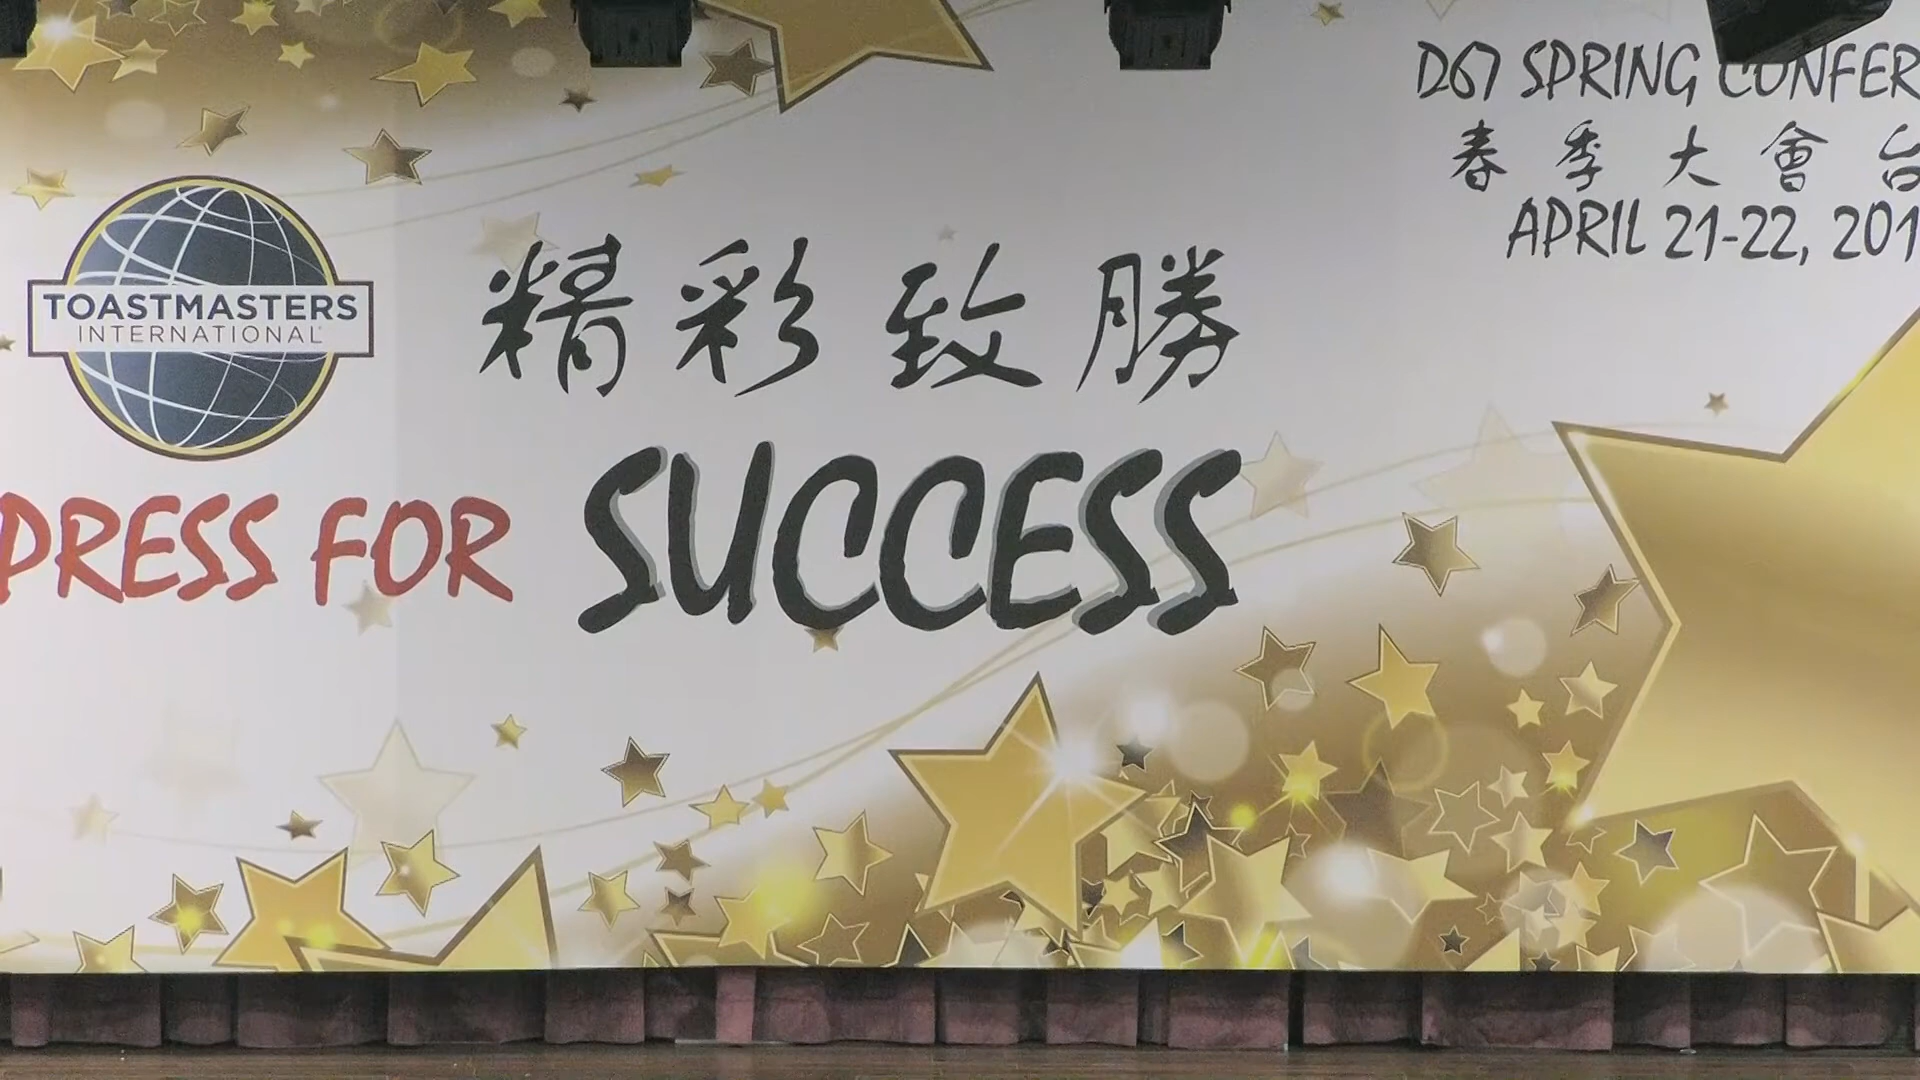 D67 SPRING CONFER
春季大會台
APRIL 21-22, 201
TOASTMASTERS
INTERNATIONAL
精彩致勝
PRESS FOR SUCCESS